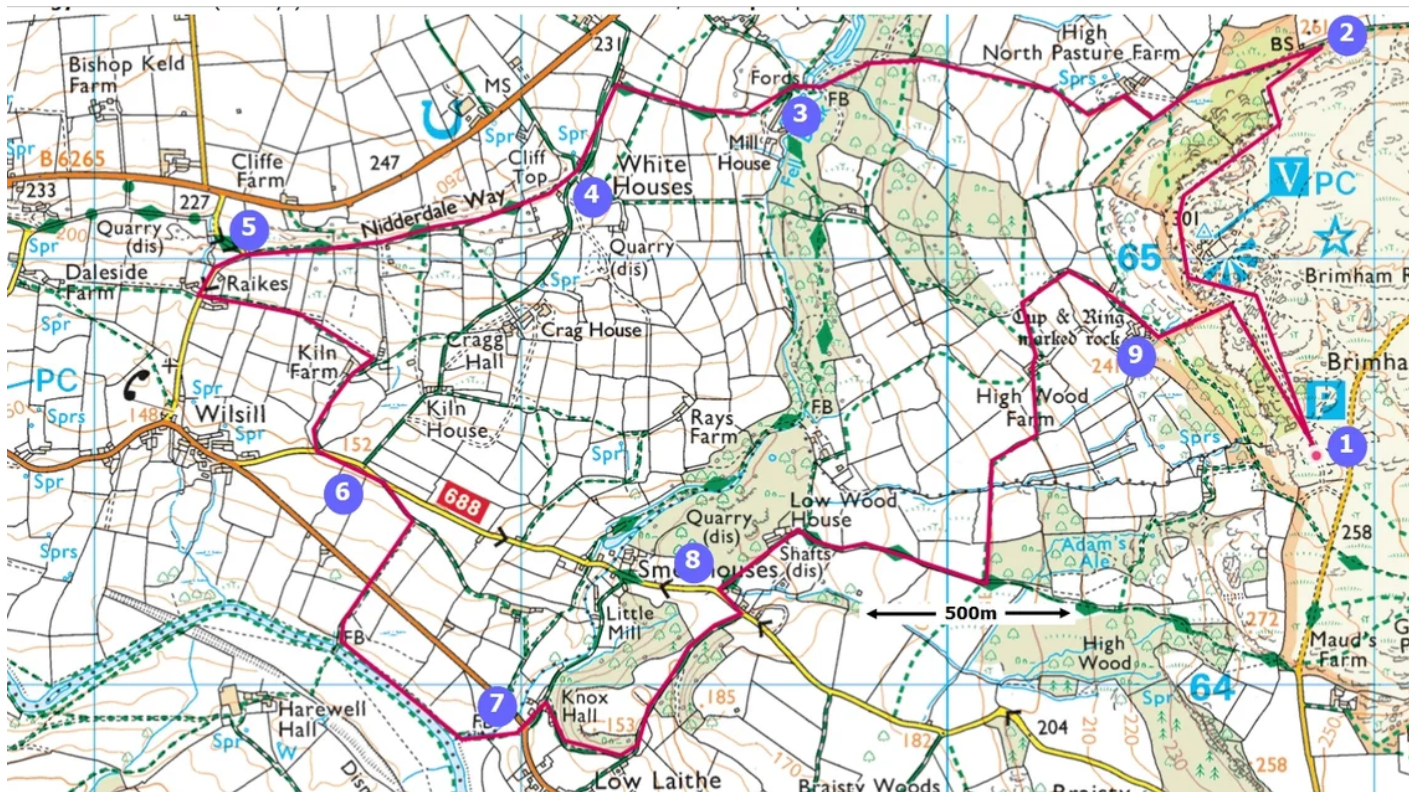 231
261
BS
2
(High)
North Pasture Farm
Bishop Keld
Farm
MS
Fords
Sprs
FB
3
Spr
Spr
Spr
B 6265
Cliffe
Farm
247
Cliff
Top
White
Houses
Mill
House
Fell
V
PC
233
250
4
227
Nidderdale Way
301
5
Quarry
(dis)
200
Spr
Quarry
(dis)
65
Daleside
Farm
Raikes
Spr
Brimham R
Spr
Crag House
Cup & Ring
marked rock
Kiln
Farm
Cragg
Hall
9
241
Brimha
PC
Spr
P
Sprs
148
Wilsill
Kiln
House
Rays
Farm
FB
High Wood
Farm
Spr
152
Spr
Sprs
1
Spr
6
688
Low Wood
House
Quarry
(dis)
258
Sprs
8
Shafts
(dis)
Adam's
Ale
Little
Mill
500m
272
FB
High
Wood
Maud's
Farm
64
Spr
7
Knox
Hall
185
Harewell
Hall
153
204
210
220
Spr
W
182
250
230
170
258
Low Laithe
Braisty Woods